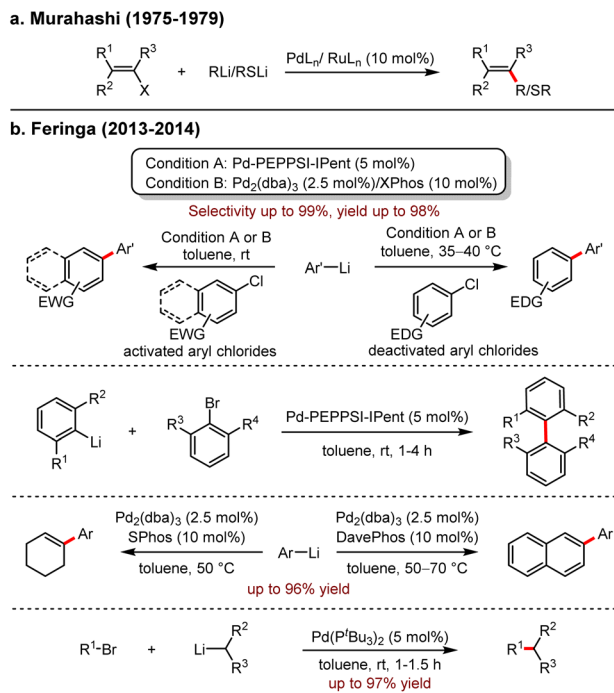 a. Murahashi (1975-1979)
R¹ R³ R² X + RLi/RSLi PdLₙ/ RuLₙ (10 mol%) R¹ R³ R² R/SR
b. Feringa (2013-2014)
Condition A: Pd-PEPPSI-IPent (5 mol%)
Condition B: Pd₂(dba)₃ (2.5 mol%)/XPhos (10 mol%)
Selectivity up to 99%, yield up to 98%
Ar' EWG
Condition A or B
toluene, rt
Cl
EWG
activated aryl chlorides
Ar'—Li
Condition A or B
toluene, 35–40 °C
Cl
EDG
deactivated aryl chlorides
Ar'
EDG
R² Li R¹ + Br R³ R⁴
Pd-PEPPSI-IPent (5 mol%)
toluene, rt, 1-4 h
R¹ R² R³ R⁴
Ar
Pd₂(dba)₃ (2.5 mol%)
SPhos (10 mol%)
toluene, 50 °C
Ar—Li
Pd₂(dba)₃ (2.5 mol%)
DavePhos (10 mol%)
toluene, 50–70 °C
Ar
up to 96% yield
R¹-Br + Li R² R³
Pd(PᵗBu₃)₂ (5 mol%)
toluene, rt, 1-1.5 h
up to 97% yield
R¹ R² R³